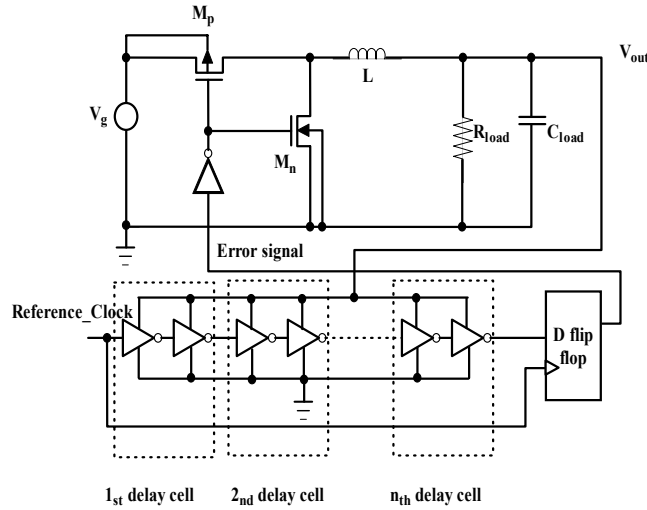 Mp
Vout
L
Vg
Rload
Cload
Mn
Error signal
Reference_Clock
D flip
flop
1st delay cell
2nd delay cell
nth delay cell